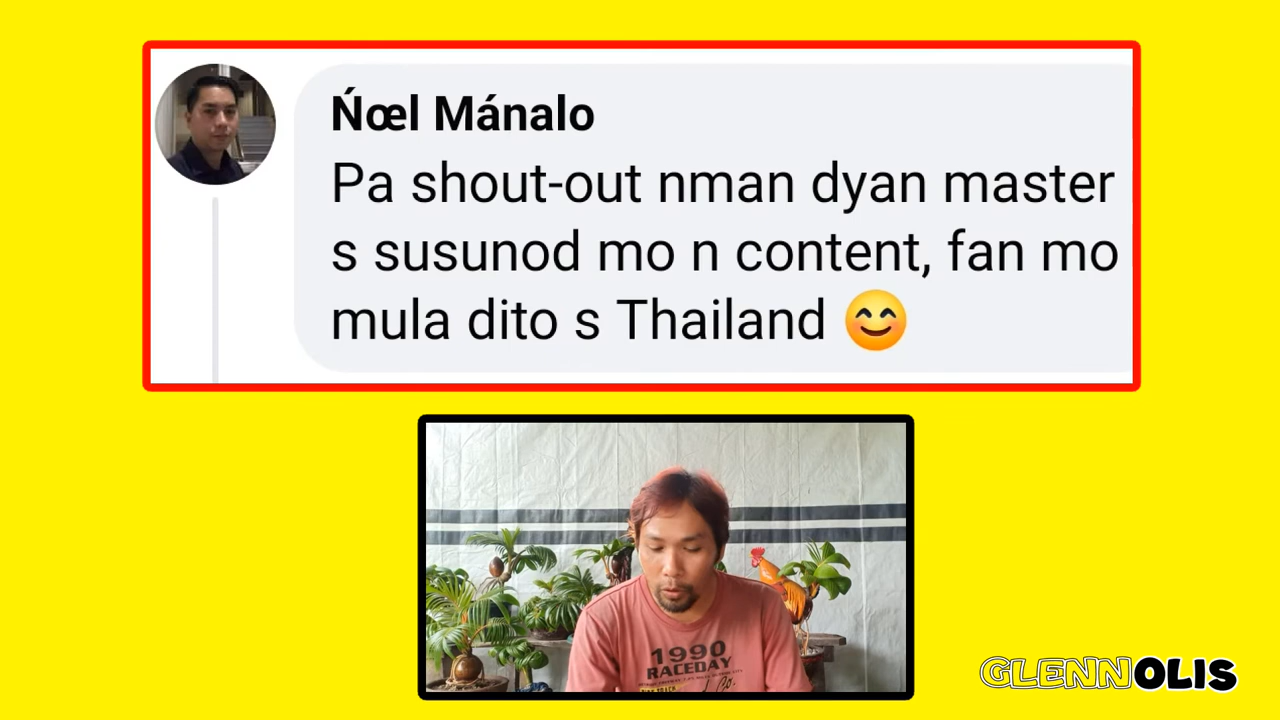 Ńœl Mánalo
Pa shout-out nman dyan master
s susunod mo n content, fan mo
mula dito s Thailand 😊
1990
RACEDAY
GLENNOLIS